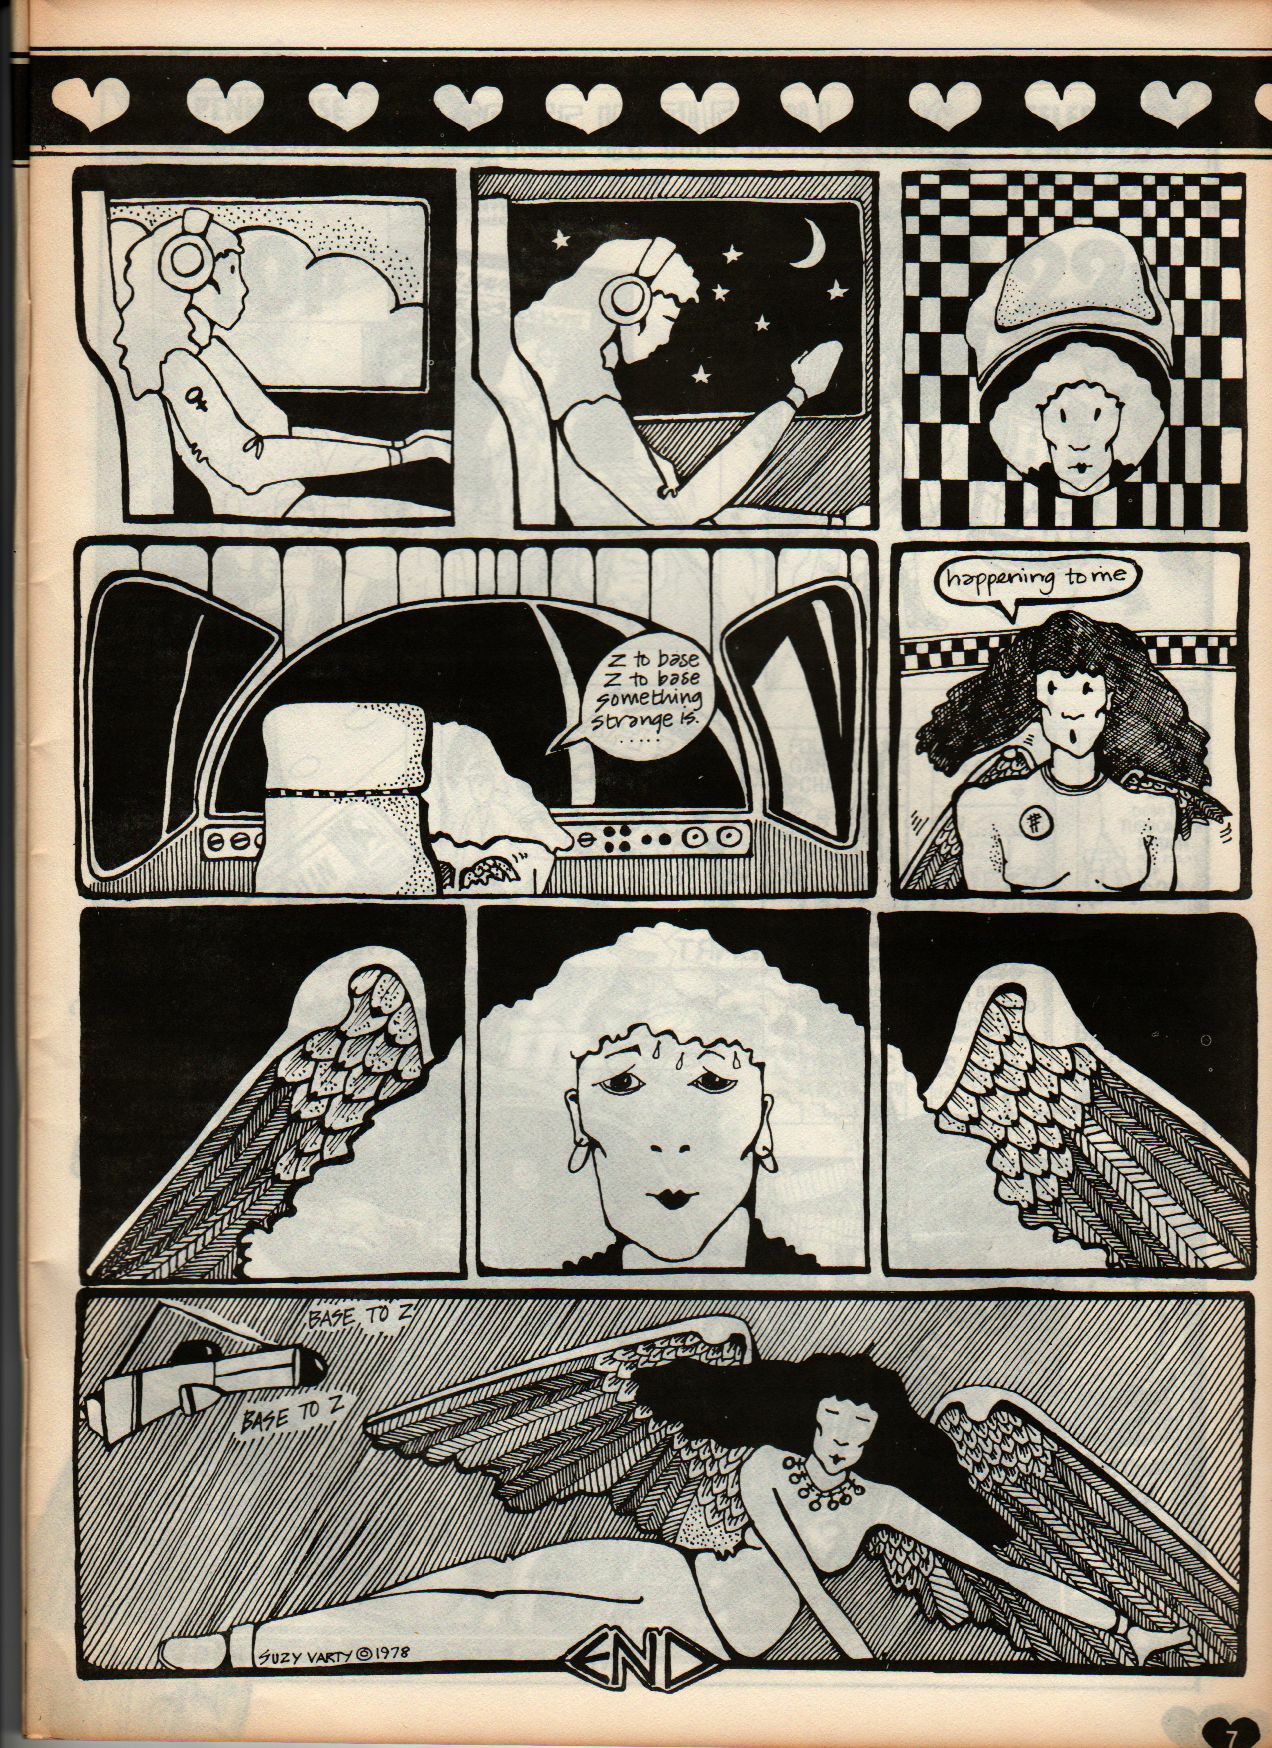 Z to base
Z to base
something
strange is.
.....
happening to me
BASE TO Z
BASE TO Z
SUZY VARTY © 1978
END
7